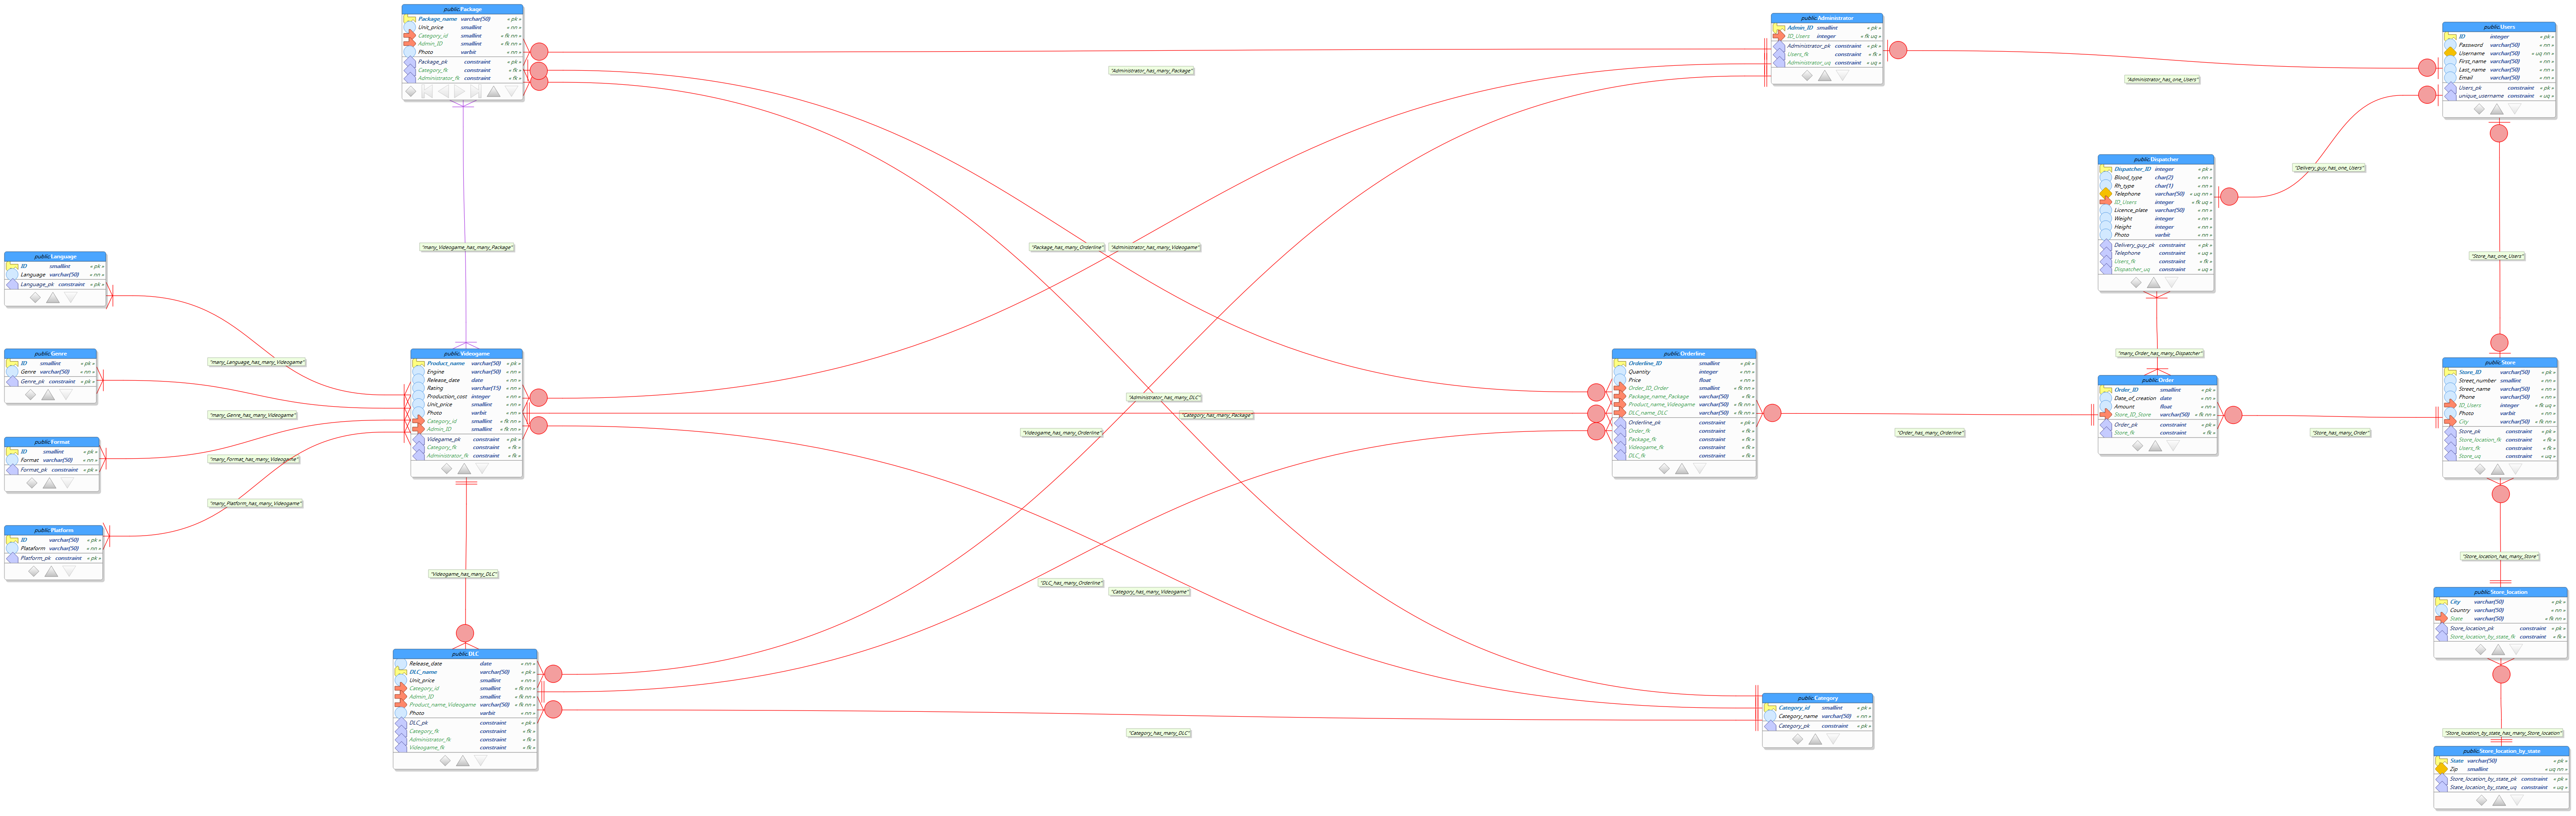 public.Package
Package_name varchar(50) « pk »
Unit_price smallint « nn »
Category_id smallint « fk nn »
Admin_ID smallint « fk nn »
Photo varbit « nn »
Package_pk constraint « pk »
Category_fk constraint « fk »
Administrator_fk constraint « fk »
public.Administrator
Admin_ID smallint « pk »
ID_Users integer « fk uq »
Administrator_pk constraint « pk »
Users_fk constraint « fk »
Administrator_uq constraint « uq »
public.Users
ID integer « pk »
Password varchar(50) « nn »
Username varchar(50) « uq nn »
First_name varchar(50) « nn »
Last_name varchar(50) « nn »
Email varchar(50) « nn »
Users_pk constraint « pk »
unique_username constraint « uq »
"Administrator_has_many_Package"
"Administrator_has_one_Users"
public.Dispatcher
Dispatcher_ID integer « pk »
Blood_type char(2) « nn »
Rh_type char(1) « nn »
Telephone varchar(50) « uq nn »
ID_Users integer « fk uq »
Licence_plate varchar(50) « nn »
Weight integer « nn »
Height integer « nn »
Photo varbit « nn »
Delivery_guy_pk constraint « pk »
Telephone constraint « uq »
Users_fk constraint « fk »
Dispatcher_uq constraint « uq »
"Delivery_guy_has_one_Users"
"many_Videogame_has_many_Package"
"Package_has_many_Orderline"
"Administrator_has_many_Videogame"
"Store_has_one_Users"
public.Language
ID smallint « pk »
Language varchar(50) « nn »
Language_pk constraint « pk »
public.Genre
ID smallint « pk »
Genre varchar(50) « nn »
Genre_pk constraint « pk »
"many_Language_has_many_Videogame"
"many_Genre_has_many_Videogame"
public.Videogame
Product_name varchar(50) « pk »
Engine varchar(50) « nn »
Release_date date « nn »
Rating varchar(15) « nn »
Production_cost integer « nn »
Unit_price smallint « nn »
Photo varbit « nn »
Category_id smallint « fk nn »
Admin_ID smallint « fk nn »
Videgame_pk constraint « pk »
Category_fk constraint « fk »
Administrator_fk constraint « fk »
"Administrator_has_many_DLC"
"Category_has_many_Package"
"Videogame_has_many_Orderline"
public.Orderline
Orderline_ID smallint « pk »
Quantity integer « nn »
Price float « nn »
Order_ID_Order smallint « fk nn »
Package_name_Package varchar(50) « fk »
Product_name_Videogame varchar(50) « fk nn »
DLC_name_DLC varchar(50) « fk nn »
Orderline_pk constraint « pk »
Order_fk constraint « fk »
Package_fk constraint « fk »
Videogame_fk constraint « fk »
DLC_fk constraint « fk »
"Order_has_many_Orderline"
"many_Order_has_many_Dispatcher"
public.Order
Order_ID smallint « pk »
Date_of_creation date « nn »
Amount float « nn »
Store_ID_Store varchar(50) « fk nn »
Order_pk constraint « pk »
Store_fk constraint « fk »
"Store_has_many_Order"
public.Store
Store_ID varchar(50) « pk »
Street_number smallint « nn »
Street_name varchar(50) « nn »
Phone varchar(50) « nn »
ID_Users integer « fk uq »
Photo varbit « nn »
City varchar(50) « fk nn »
Store_pk constraint « pk »
Store_location_fk constraint « fk »
Users_fk constraint « fk »
Store_uq constraint « uq »
public.Format
ID smallint « pk »
Format varchar(50) « nn »
Format_pk constraint « pk »
"many_Format_has_many_Videogame"
"many_Platform_has_many_Videogame"
public.Platform
ID varchar(50) « pk »
Plataform varchar(50) « nn »
Platform_pk constraint « pk »
"Videogame_has_many_DLC"
"DLC_has_many_Orderline"
"Category_has_many_Videogame"
"Store_location_has_many_Store"
public.Store_location
City varchar(50) « pk »
Country varchar(50) « nn »
State varchar(50) « fk nn »
Store_location_pk constraint « pk »
Store_location_by_state_fk constraint « fk »
public.DLC
Release_date date « nn »
DLC_name varchar(50) « pk »
Unit_price smallint « nn »
Category_id smallint « fk nn »
Admin_ID smallint « fk nn »
Product_name_Videogame varchar(50) « fk nn »
Photo varbit « nn »
DLC_pk constraint « pk »
Category_fk constraint « fk »
Administrator_fk constraint « fk »
Videogame_fk constraint « fk »
"Category_has_many_DLC"
public.Category
Category_id smallint « pk »
Category_name varchar(50) « nn »
Category_pk constraint « pk »
"Store_location_by_state_has_many_Store_location"
public.Store_location_by_state
State varchar(50) « pk »
Zip smallint « uq nn »
Store_location_by_state_pk constraint « pk »
State_location_by_state_uq constraint « uq »